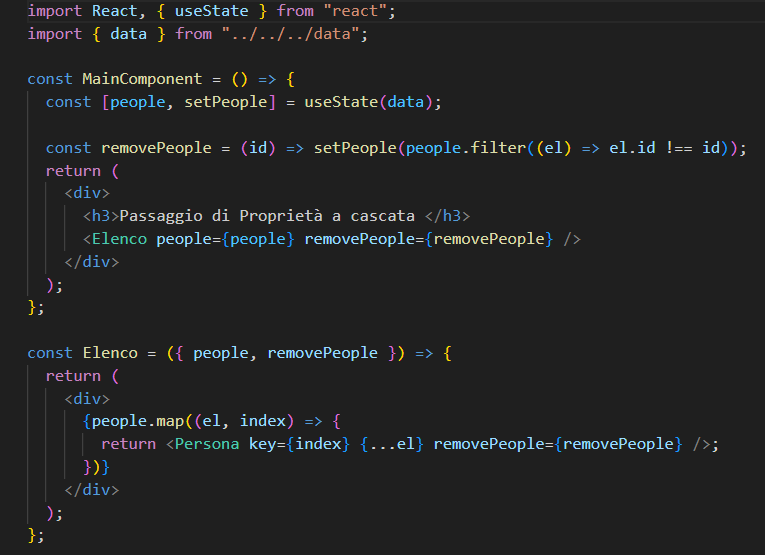 import React, { useState } from "react";
import { data } from "../../../data";
const MainComponent = () => {
  const [people, setPeople] = useState(data);
  const removePeople = (id) => setPeople(people.filter((el) => el.id !== id));
  return (
    <div>
      <h3>Passaggio di Proprietà a cascata </h3>
      <Elenco people={people} removePeople={removePeople} />
    </div>
  );
};
const Elenco = ({ people, removePeople }) => {
  return (
    <div>
      {people.map((el, index) => {
        return <Persona key={index} {...el} removePeople={removePeople} />;
      })}
    </div>
  );
};